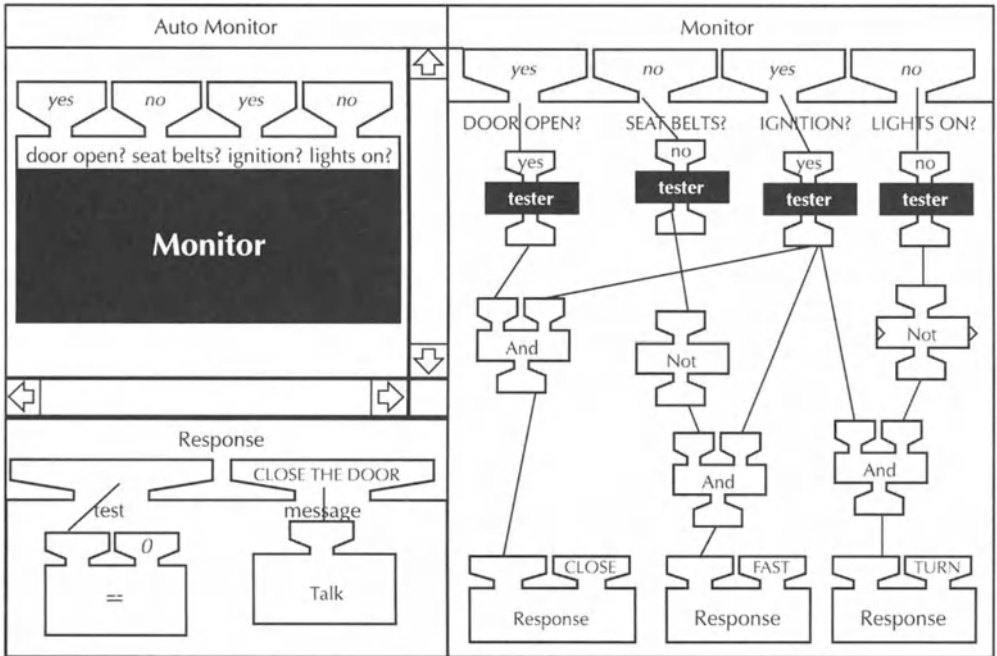 Auto Monitor
yes no yes no
door open? seat belts? ignition? lights on?
Monitor
Response
CLOSE THE DOOR
test message
0
== Talk
Monitor
yes no yes no
DOOR OPEN? SEAT BELTS? IGNITION? LIGHTS ON?
yes no yes no
tester tester tester tester
And Not Not
And And
CLOSE FAST TURN
Response Response Response